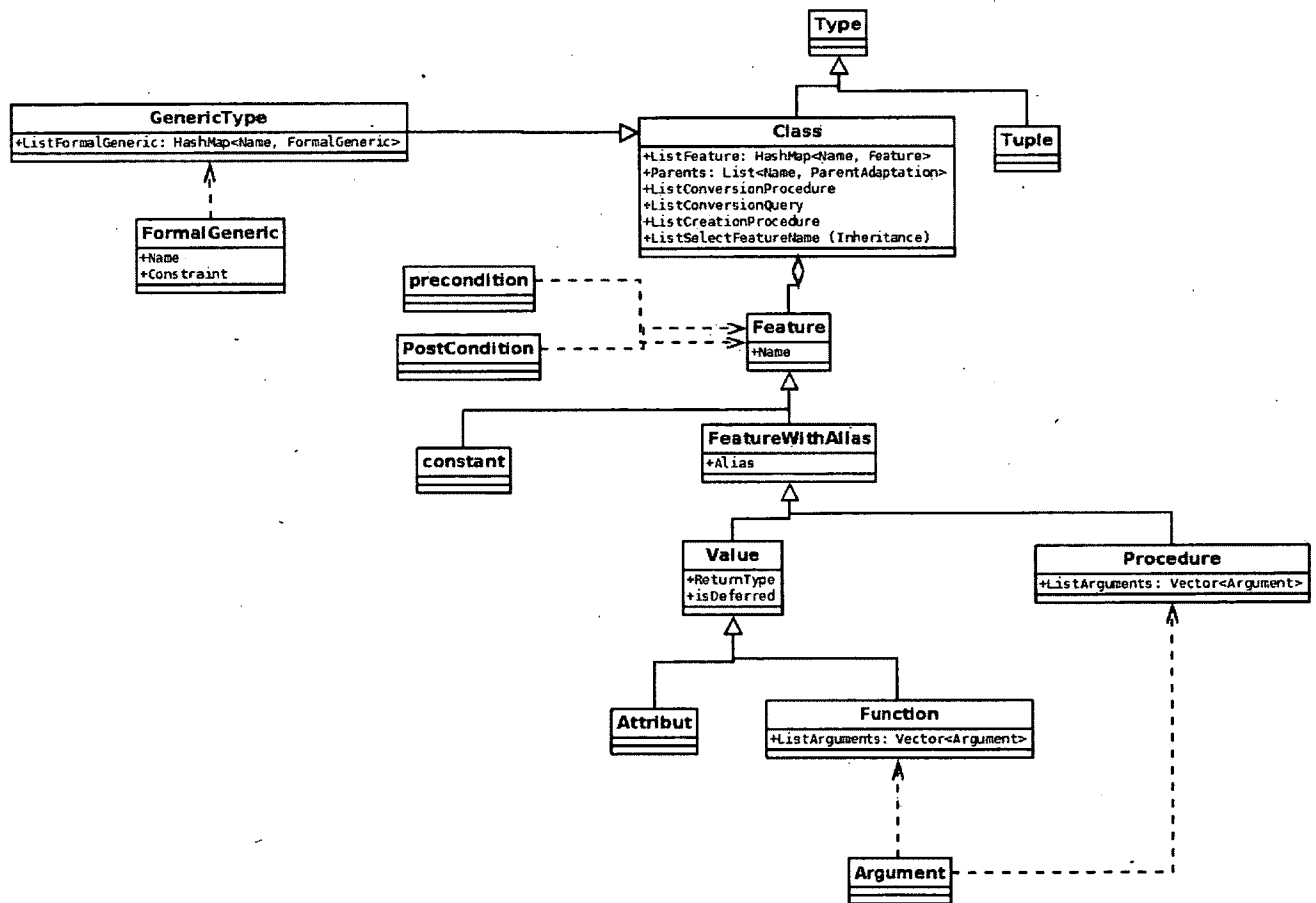 Type
GenericType
+ListFormalGeneric: HashMap<Name, FormalGeneric>
Class
+ListFeature: HashMap<Name, Feature>
+Parents: List<Name, ParentAdaptation>
+ListConversionProcedure
+ListConversionQuery
+ListCreationProcedure
+ListSelectFeatureName (Inheritance)
Tuple
FormalGeneric
+Name
+Constraint
precondition
PostCondition
Feature
+Name
constant
FeatureWithAlias
+Alias
Value
+ReturnType
+isDeferred
Procedure
+ListArguments: Vector<Argument>
Attribut
Function
+ListArguments: Vector<Argument>
Argument